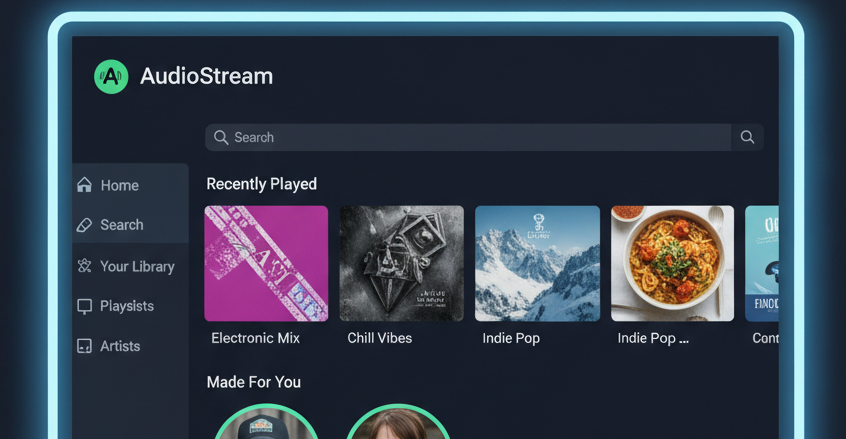 A
AudioStream
Search
Home
Search
Your Library
Playsists
Artists
Recently Played
Electronic Mix
Chill Vibes
Indie Pop
Indie Pop ...
Cont
Made For You